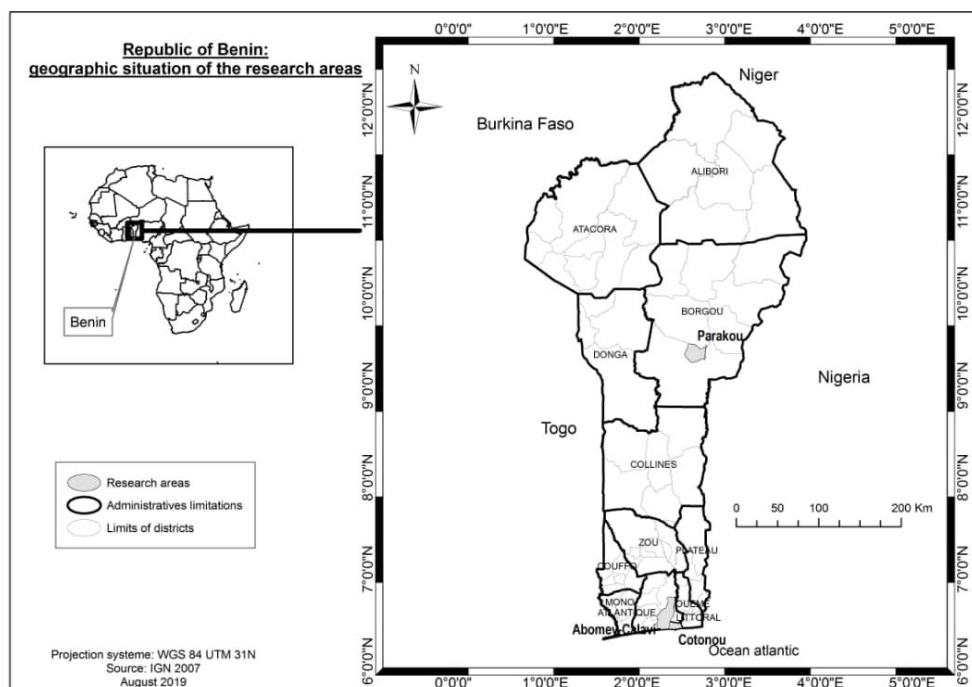 Republic of Benin:
geographic situation of the research areas
Benin
Research areas
Administratives limitations
Limits of districts
Projection systeme: WGS 84 UTM 31N
Source: IGN 2007
August 2019
0°0'0" 1°0'0"E 2°0'0"E 3°0'0"E 4°0'0"E 5°0'0"E
N
Niger
Burkina Faso
ALIBORI
ATACORA
BORGOU
Parakou
DONGA
Nigeria
Togo
COLLINES
0 50 100 150 200 Km
ZOU
PLATEAU
COUFFO
MONO
OUEME
ATLANTIQUE
LITTORAL
Abomey-Calavi
Cotonou
Ocean atlantic
12°0'0"N
11°0'0"N
10°0'0"N
9°0'0"N
8°0'0"N
7°0'0"N
6°0'0"N
12°0'0"N
11°0'0"N
10°0'0"N
9°0'0"N
8°0'0"N
7°0'0"N
6°0'0"N
0°0'0" 1°0'0"E 2°0'0"E 3°0'0"E 4°0'0"E 5°0'0"E